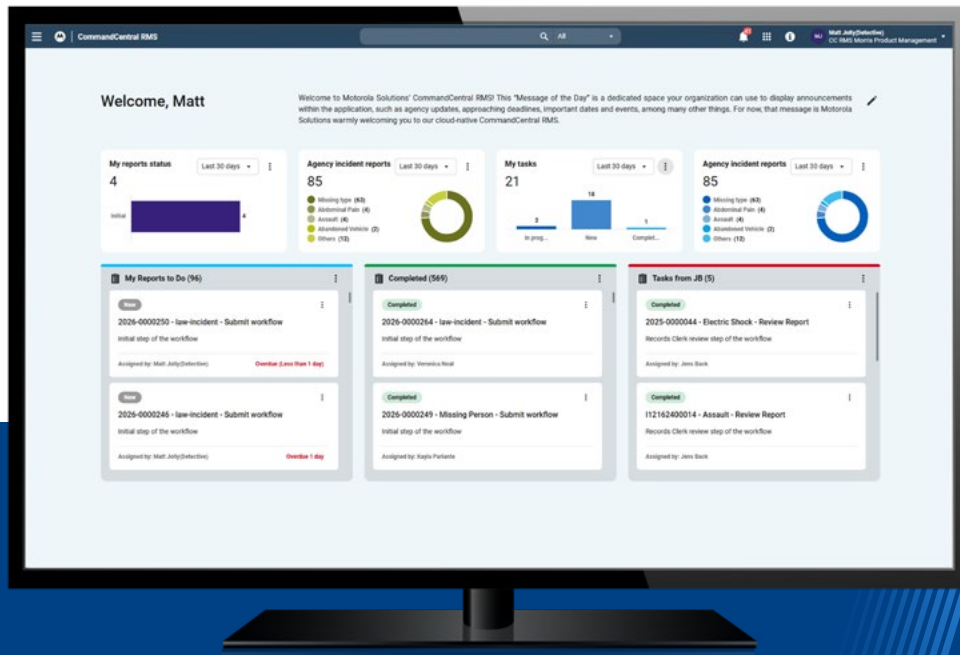 CommandCentral RMS
All
Matt Jolly(Detective)
CC RMS Morris Product Management
Welcome, Matt
Welcome to Motorola Solutions' CommandCentral RMS! This "Message of the Day" is a dedicated space your organization can use to display announcements
within the application, such as agency updates, approaching deadlines, important dates and events, among many other things. For now, that message is Motorola
Solutions warmly welcoming you to our cloud-native CommandCentral RMS.
My reports status
Last 30 days
4
Initial
4
Agency incident reports
Last 30 days
85
Missing type (63)
Abdominal Pain (4)
Assault (4)
Abandoned Vehicle (2)
Others (12)
My tasks
Last 30 days
21
2
18
1
In prog...
New
Complet...
Agency incident reports
Last 30 days
85
Missing type (63)
Abdominal Pain (4)
Assault (4)
Abandoned Vehicle (2)
Others (12)
My Reports to Do (96)
New
2026-0000250 - law-incident - Submit workflow
Initial step of the workflow
Assigned by: Matt Jolly(Detective)
Overdue (Less than 1 day)
New
2026-0000246 - law-incident - Submit workflow
Initial step of the workflow
Assigned by: Matt Jolly(Detective)
Overdue 1 day
Completed (569)
Completed
2026-0000264 - law-incident - Submit workflow
Initial step of the workflow
Assigned by: Veronica Neal
Completed
2026-0000249 - Missing Person - Submit workflow
Initial step of the workflow
Assigned by: Kayla Parlante
Tasks from JB (5)
Completed
2025-0000044 - Electric Shock - Review Report
Records Clerk review step of the workflow
Assigned by: Jens Back
Completed
I12162400014 - Assault - Review Report
Records Clerk review step of the workflow
Assigned by: Jens Back